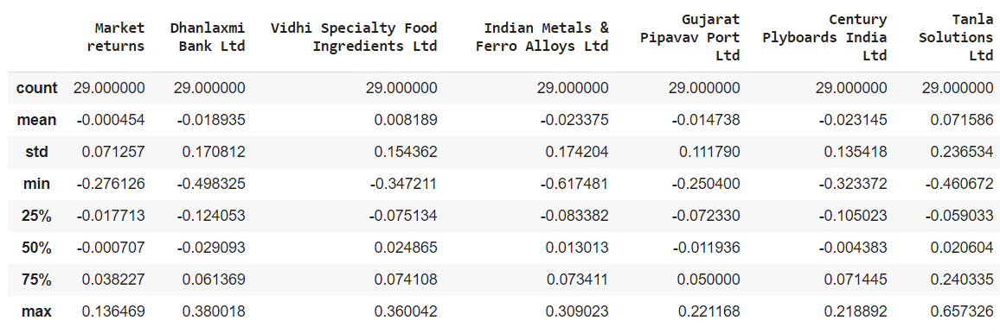 Market returns Dhanlaxmi Bank Ltd Vidhi Specialty Food Ingredients Ltd Indian Metals & Ferro Alloys Ltd Gujarat Pipavav Port Ltd Century Plyboards India Ltd Tanla Solutions Ltd
count 29.000000 29.000000 29.000000 29.000000 29.000000 29.000000 29.000000
mean -0.000454 -0.018935 0.008189 -0.023375 -0.014738 -0.023145 0.071586
std 0.071257 0.170812 0.154362 0.174204 0.111790 0.135418 0.236534
min -0.276126 -0.498325 -0.347211 -0.617481 -0.250400 -0.323372 -0.460672
25% -0.017713 -0.124053 -0.075134 -0.083382 -0.072330 -0.105023 -0.059033
50% -0.000707 -0.029093 0.024865 0.013013 -0.011936 -0.004383 0.020604
75% 0.038227 0.061369 0.074108 0.073411 0.050000 0.071445 0.240335
max 0.136469 0.380018 0.360042 0.309023 0.221168 0.218892 0.657326